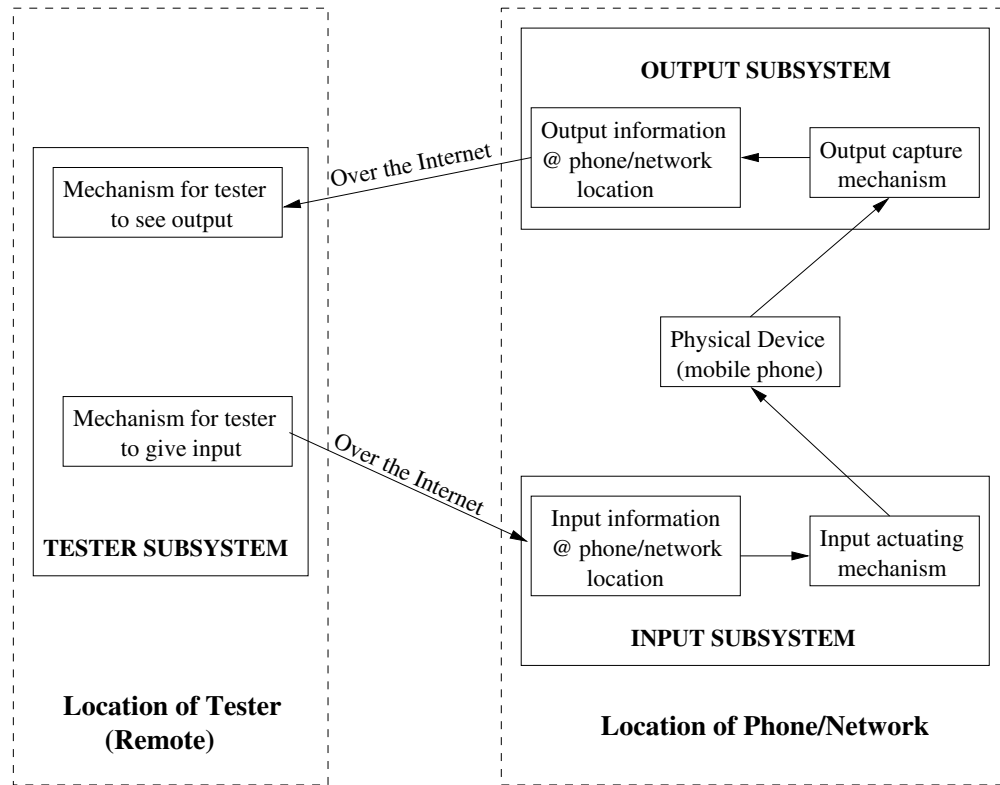 OUTPUT SUBSYSTEM
Output information
@ phone/network
location
Output capture
mechanism
Over the Internet
Mechanism for tester
to see output
Physical Device
(mobile phone)
Mechanism for tester
to give input
Over the Internet
TESTER SUBSYSTEM
Input information
@ phone/network
location
Input actuating
mechanism
INPUT SUBSYSTEM
Location of Tester
(Remote)
Location of Phone/Network